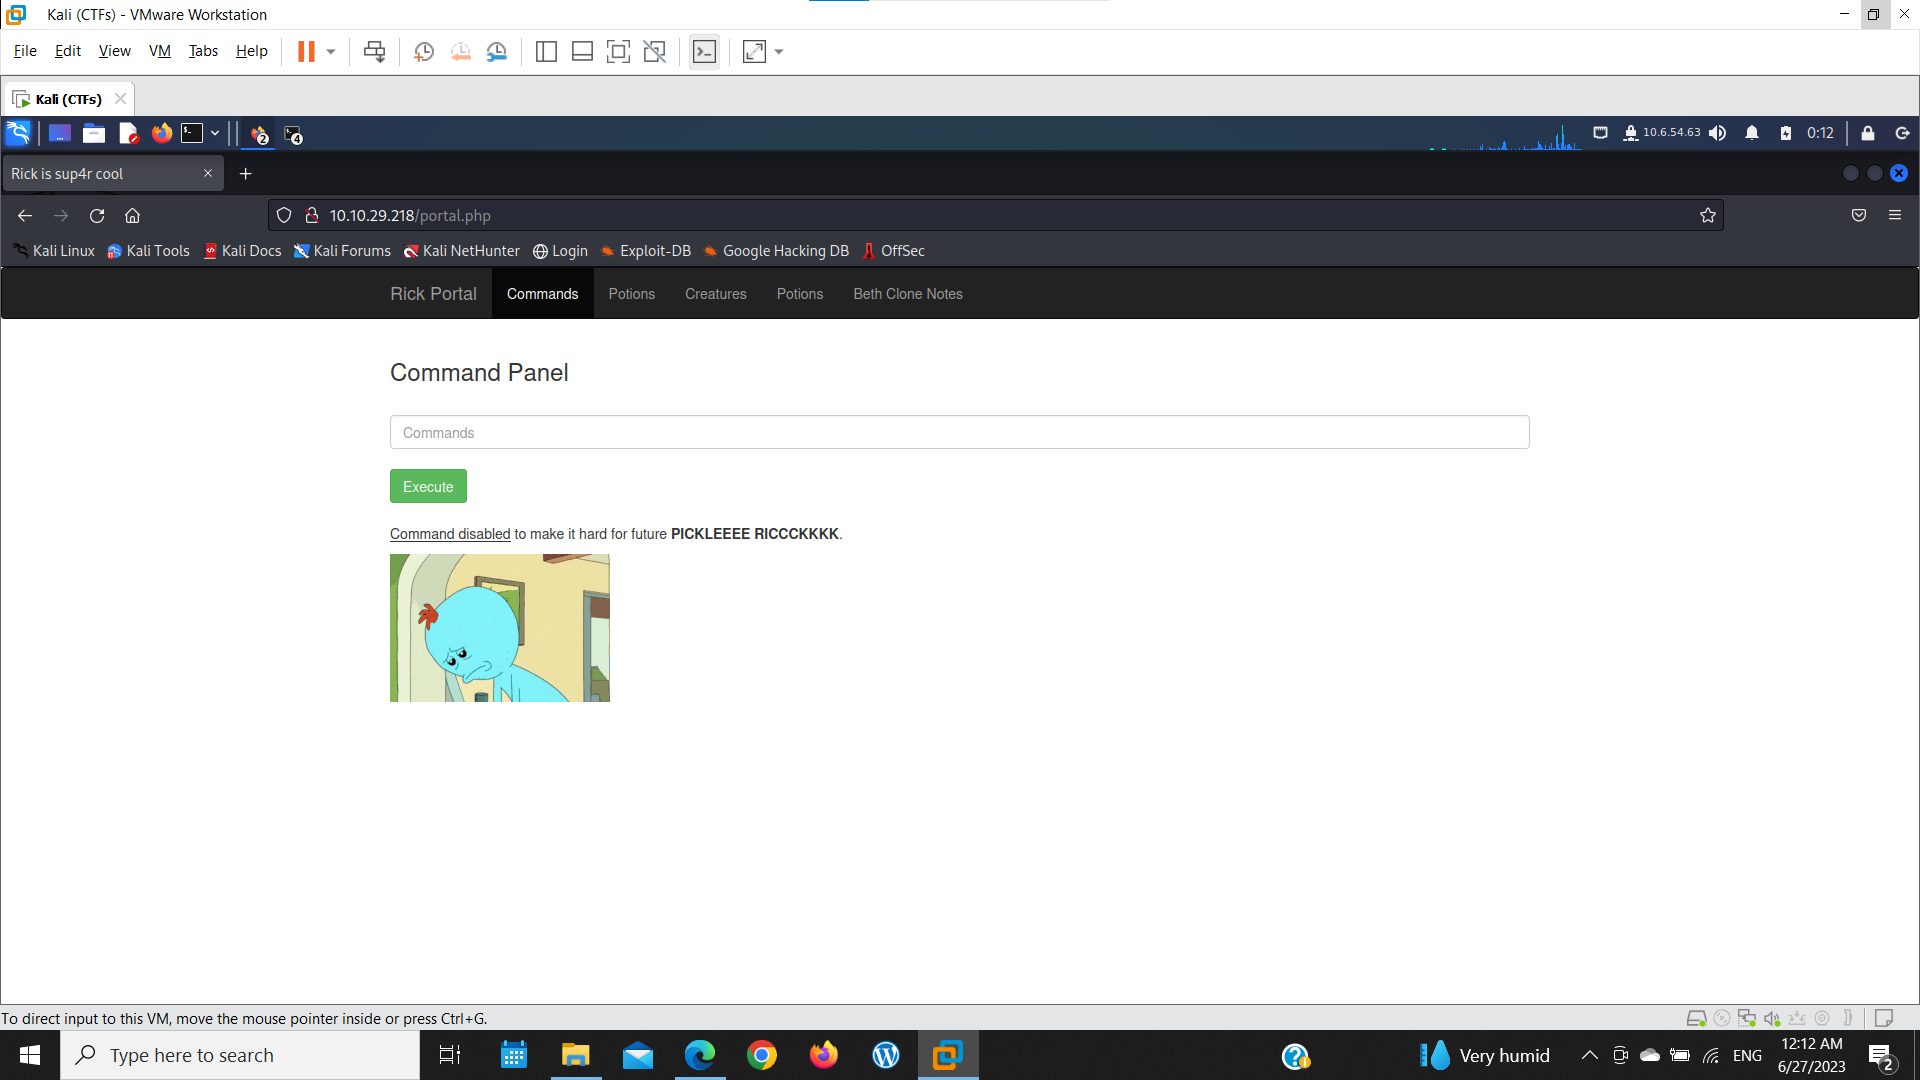 Kali (CTFs) - VMware Workstation
File Edit View VM Tabs Help
Kali (CTFs)
2 4 10.6.54.63 0:12
Rick is sup4r cool
10.10.29.218/portal.php
Kali Linux Kali Tools Kali Docs Kali Forums Kali NetHunter Login Exploit-DB Google Hacking DB OffSec
Rick Portal Commands Potions Creatures Potions Beth Clone Notes
Command Panel
Commands
Execute
Command disabled to make it hard for future PICKLEEEE RICCCKKKK.
To direct input to this VM, move the mouse pointer inside or press Ctrl+G.
Type here to search Very humid ENG 12:12 AM
6/27/2023 2